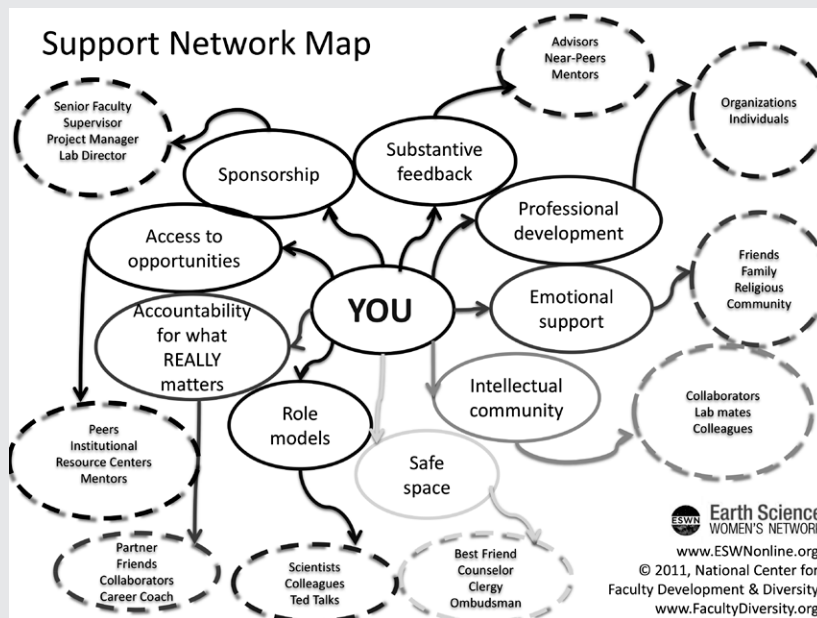 Support Network Map
Advisors
Near-Peers
Mentors
Organizations
Individuals
Senior Faculty
Supervisor
Project Manager
Lab Director
Sponsorship
Substantive
feedback
Professional
development
Access to
opportunities
Friends
Family
Religious
Community
YOU
Emotional
support
Accountability
for what
REALLY
matters
Intellectual
community
Collaborators
Lab mates
Colleagues
Role
models
Peers
Institutional
Resource Centers
Mentors
Safe
space
Partner
Friends
Collaborators
Career Coach
Scientists
Colleagues
Ted Talks
Best Friend
Counselor
Clergy
Ombudsman
ESWN
Earth Science
WOMEN'S NETWORK
www.ESWNonline.org
© 2011, National Center for
Faculty Development & Diversity
www.FacultyDiversity.org